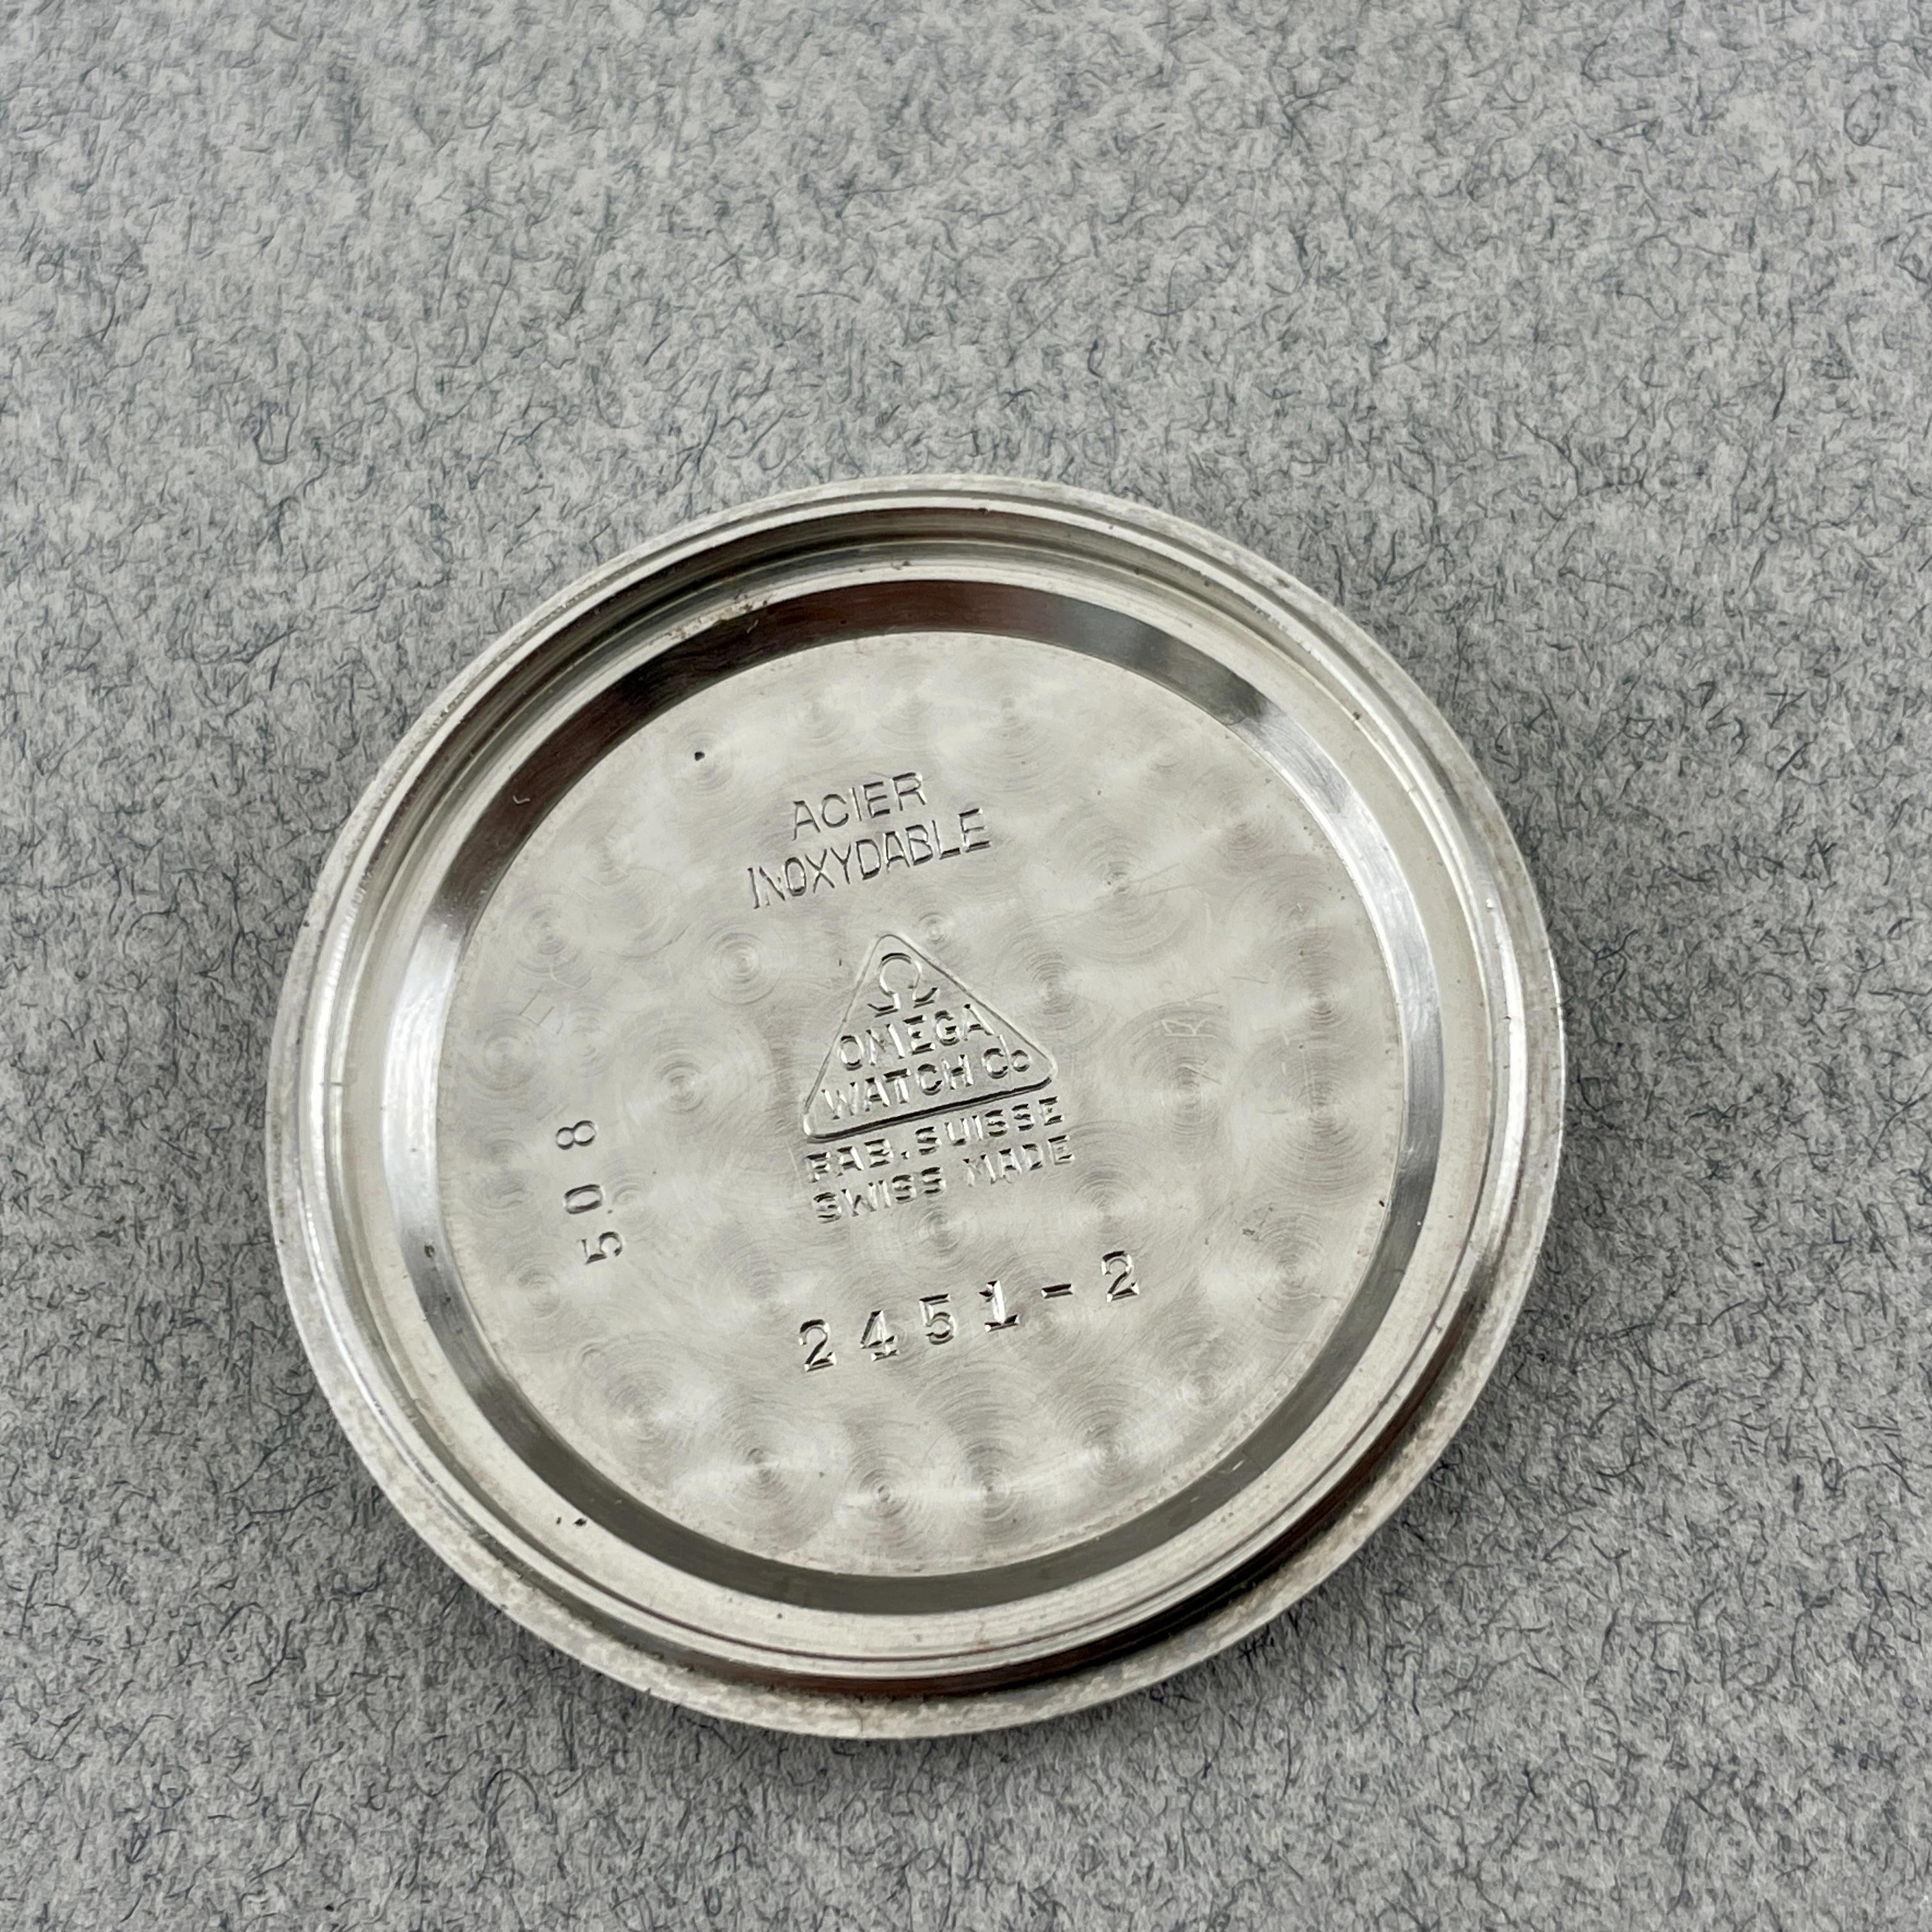 ACIER
INOXYDABLE
Ω
OMEGA
WATCH Co
FAB. SUISSE
SWISS MADE
508
2451-2